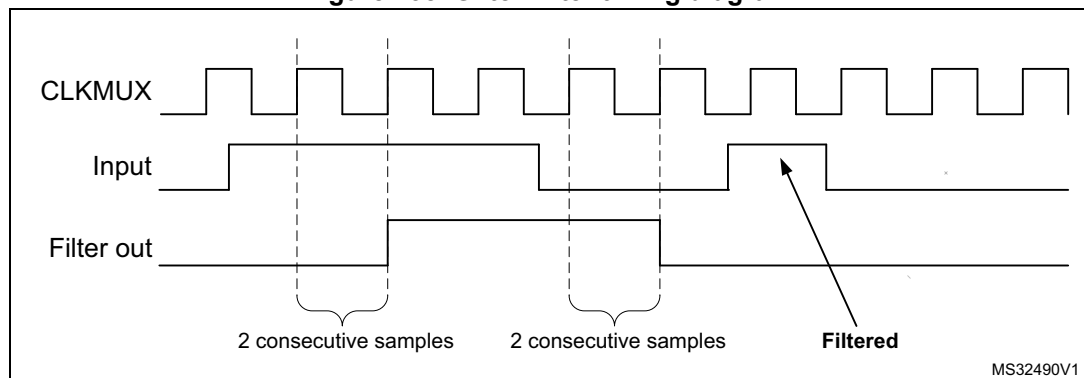 CLKMUX
Input
Filter out
2 consecutive samples
2 consecutive samples
Filtered
MS32490V1